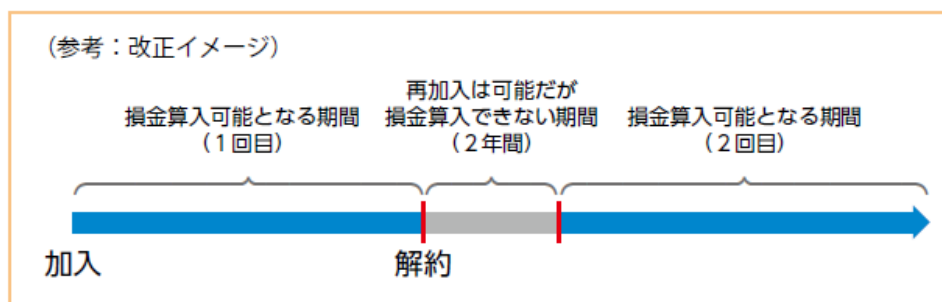 （参考：改正イメージ）
再加入は可能だが
損金算入できない期間
（２年間）
損金算入可能となる期間
（１回目）
損金算入可能となる期間
（２回目）
加入
解約